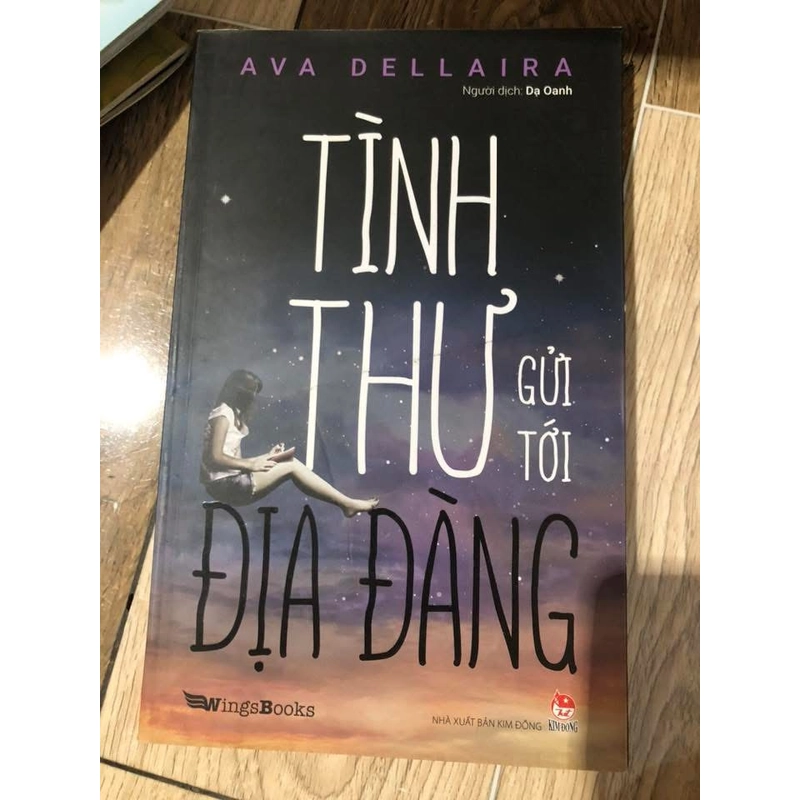 AVA DELLAIRA
Người dịch: Dạ Oanh
TÌNH
THƯ
GỬI
TỚI
ĐỊA ĐÀNG
WingsBooks
NHÀ XUẤT BẢN KIM ĐỒNG
KIM ĐỒNG